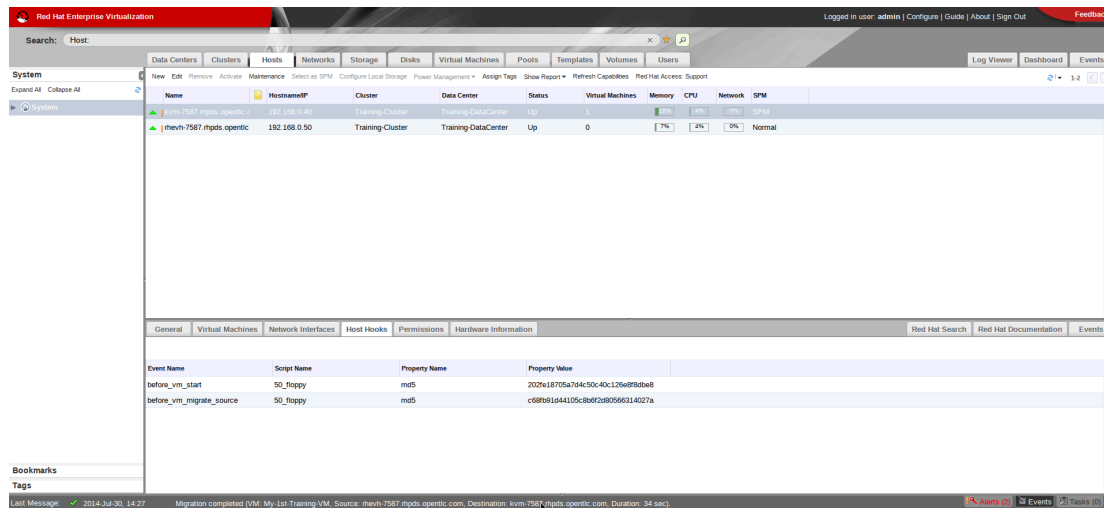 Red Hat Enterprise Virtualization
Logged in user: admin | Configure | Guide | About | Sign Out
Feedbac
Search: Host: ×
Data Centers Clusters Hosts Networks Storage Disks Virtual Machines Pools Templates Volumes Users Log Viewer Dashboard Events
System
New Edit Remove Activate Maintenance Select as SPM Configure Local Storage Power Management Assign Tags Show Report Refresh Capabilities Red Hat Access: Support 1-2
Expand All Collapse All
Name Hostname/IP Cluster Data Center Status Virtual Machines Memory CPU Network SPM
System
kvm-7587.rhpds.opentlc.c 192.168.0.40 Training-Cluster Training-DataCenter Up 1 4% 0% SPM
rhevh-7587.rhpds.opentlc 192.168.0.50 Training-Cluster Training-DataCenter Up 0 7% 4% 0% Normal
General Virtual Machines Network Interfaces Host Hooks Permissions Hardware Information Red Hat Search Red Hat Documentation Events
Event Name Script Name Property Name Property Value
before_vm_start 50_floppy md5 202fe18705a7d4c50c40c126e8f8dbe8
before_vm_migrate_source 50_floppy md5 c68fb91d44105c8b6f2d80566314027a
Bookmarks
Tags
Last Message: 2014-Jul-30, 14:27 Migration completed (VM: My-1st-Training-VM, Source: rhevh-7587.rhpds.opentlc.com, Destination: kvm-7587.rhpds.opentlc.com, Duration: 34 sec). Alerts (2) Events Tasks (0)